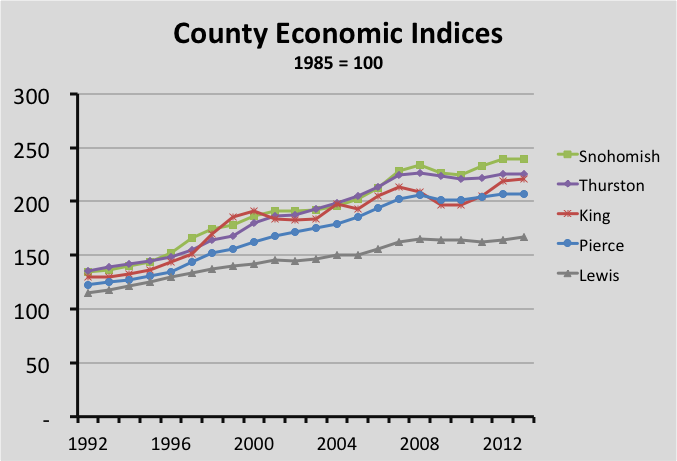 County Economic Indices
1985 = 100
300
250
200
150
100
50
-
1992 1996 2000 2004 2008 2012
Snohomish
Thurston
King
Pierce
Lewis